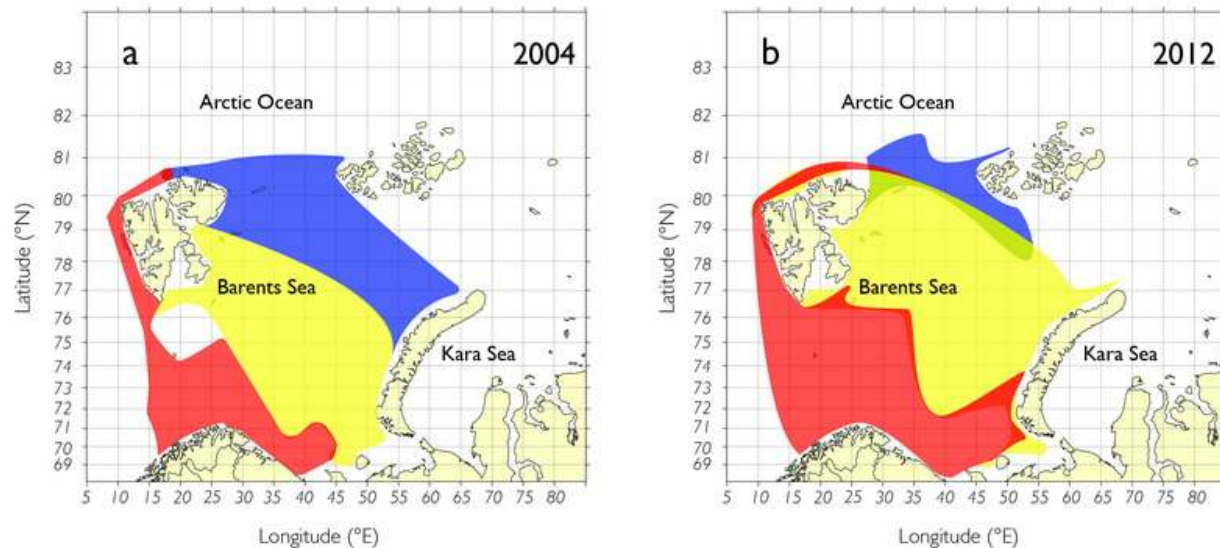 a 2004
83
Arctic Ocean
82
81
80
79
78
Barents Sea
77
76
Kara Sea
75
74
73
72
71
70
69
5 10 15 20 25 30 35 40 45 50 55 60 65 70 75 80
Latitude (°N)
Longitude (°E)
b 2012
83
Arctic Ocean
82
81
80
79
78
Barents Sea
77
76
Kara Sea
75
74
73
72
71
70
69
5 10 15 20 25 30 35 40 45 50 55 60 65 70 75 80
Latitude (°N)
Longitude (°E)